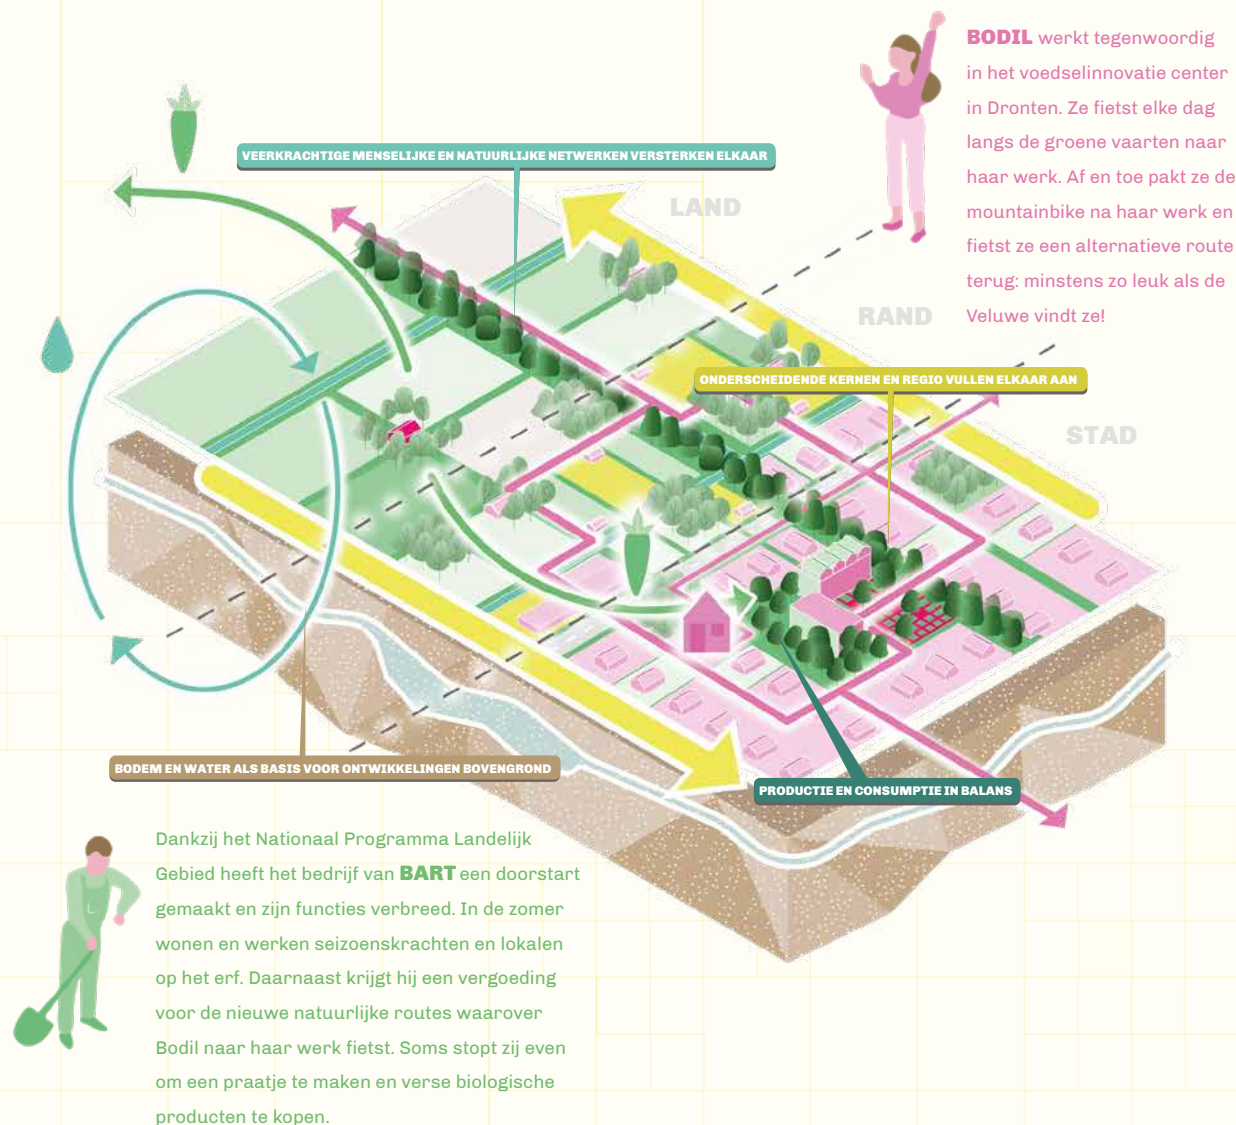 BODIL werkt tegenwoordig
in het voedselinnovatie center
in Dronten. Ze fietst elke dag
langs de groene vaarten naar
haar werk. Af en toe pakt ze de
mountainbike na haar werk en
fietst ze een alternatieve route
terug: minstens zo leuk als de
Veluwe vindt ze!
VEERKRACHTIGE MENSELIJKE EN NATUURLIJKE NETWERKEN VERSTERKEN ELKAAR
LAND
RAND
ONDERSCHEIDENDE KERNEN EN REGIO VULLEN ELKAAR AAN
STAD
BODEM EN WATER ALS BASIS VOOR ONTWIKKELINGEN BOVENGROND
PRODUCTIE EN CONSUMPTIE IN BALANS
Dankzij het Nationaal Programma Landelijk
Gebied heeft het bedrijf van BART een doorstart
gemaakt en zijn functies verbreed. In de zomer
wonen en werken seizoenskrachten en lokalen
op het erf. Daarnaast krijgt hij een vergoeding
voor de nieuwe natuurlijke routes waarover
Bodil naar haar werk fietst. Soms stopt zij even
om een praatje te maken en verse biologische
producten te kopen.